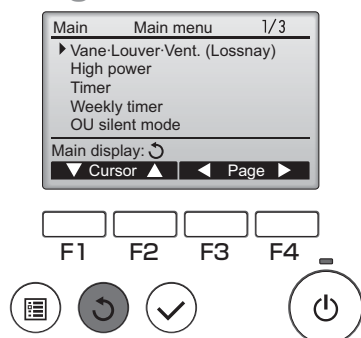 Main Main menu 1/3
Vane·Louver·Vent. (Lossnay)
High power
Timer
Weekly timer
OU silent mode
Main display:
Cursor Page
F1 F2 F3 F4